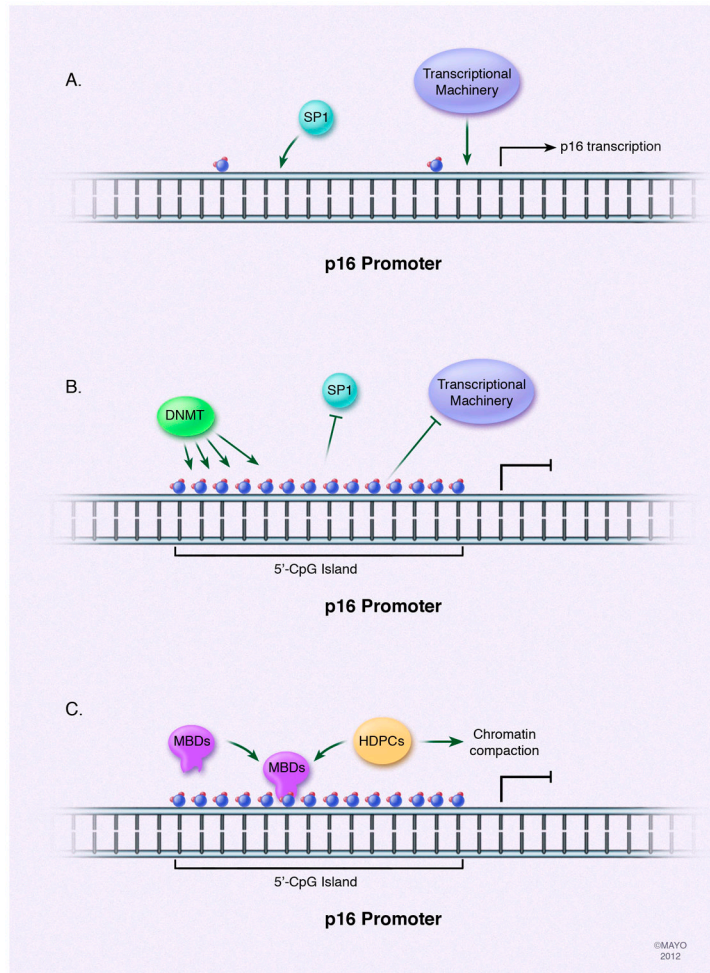 A.
SP1
Transcriptional
Machinery
p16 transcription
p16 Promoter
B.
DNMT
SP1
Transcriptional
Machinery
5'-CpG Island
p16 Promoter
C.
MBDs
MBDs
HDPCs
Chromatin
compaction
5'-CpG Island
p16 Promoter
©MAYO
2012